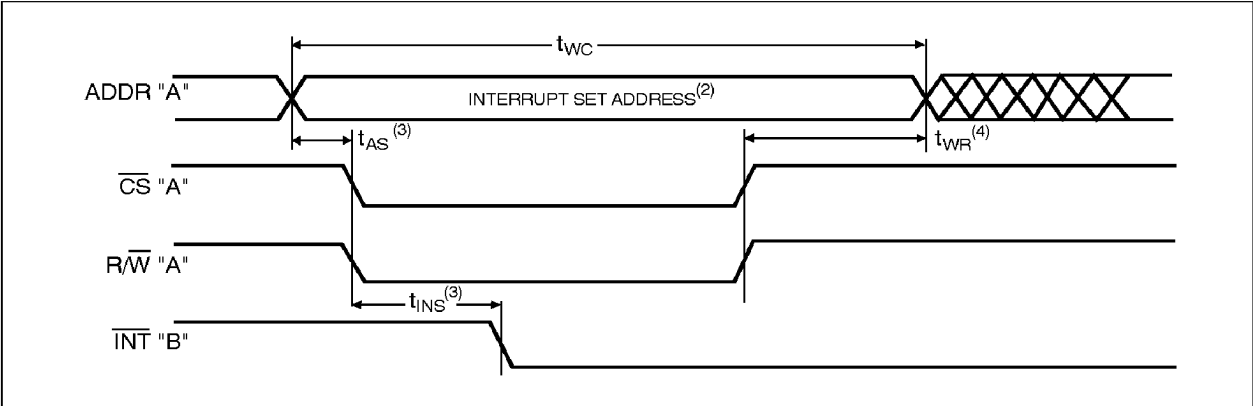 tWC
ADDR "A"
INTERRUPT SET ADDRESS(2)
tAS(3)
tWR(4)
CS "A"
R/W "A"
tINS(3)
INT "B"